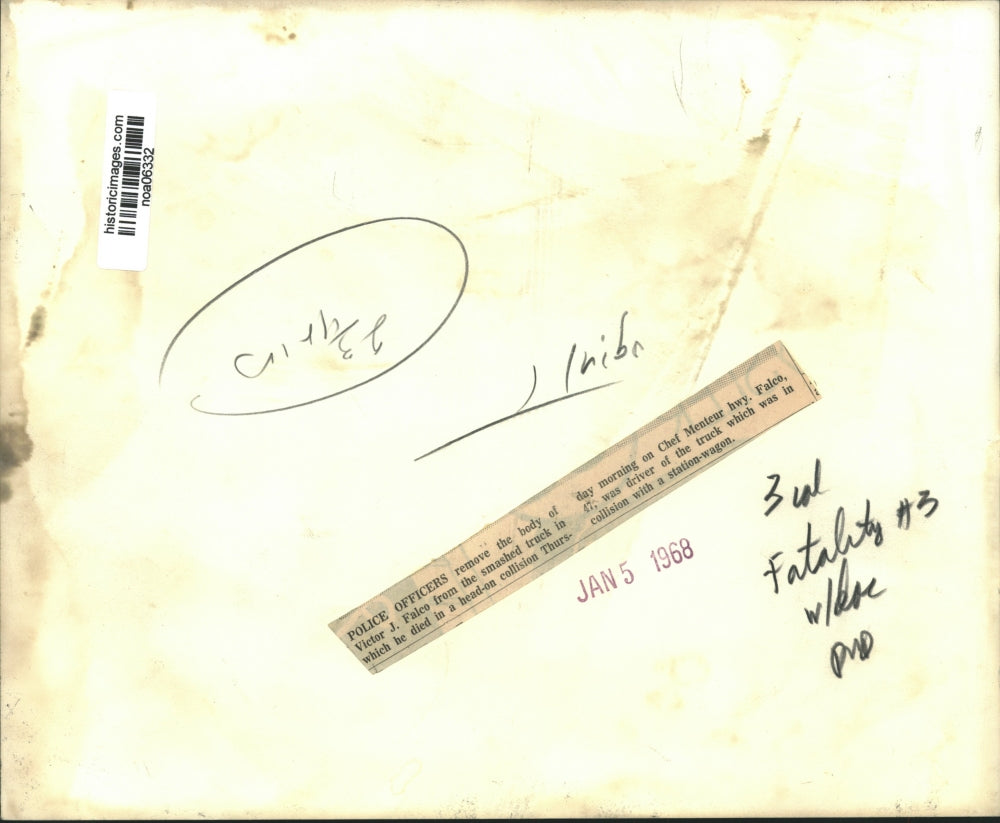 historicimages.com
noa06332
POLICE OFFICERS remove the body of
Victor J. Falco from the smashed truck in
which he died in a head-on collision Thurs-
day morning on Chef Menteur hwy. Falco,
47, was driver of the truck which was in
collision with a station-wagon.
JAN 5 1968
3 col
Fatality #3